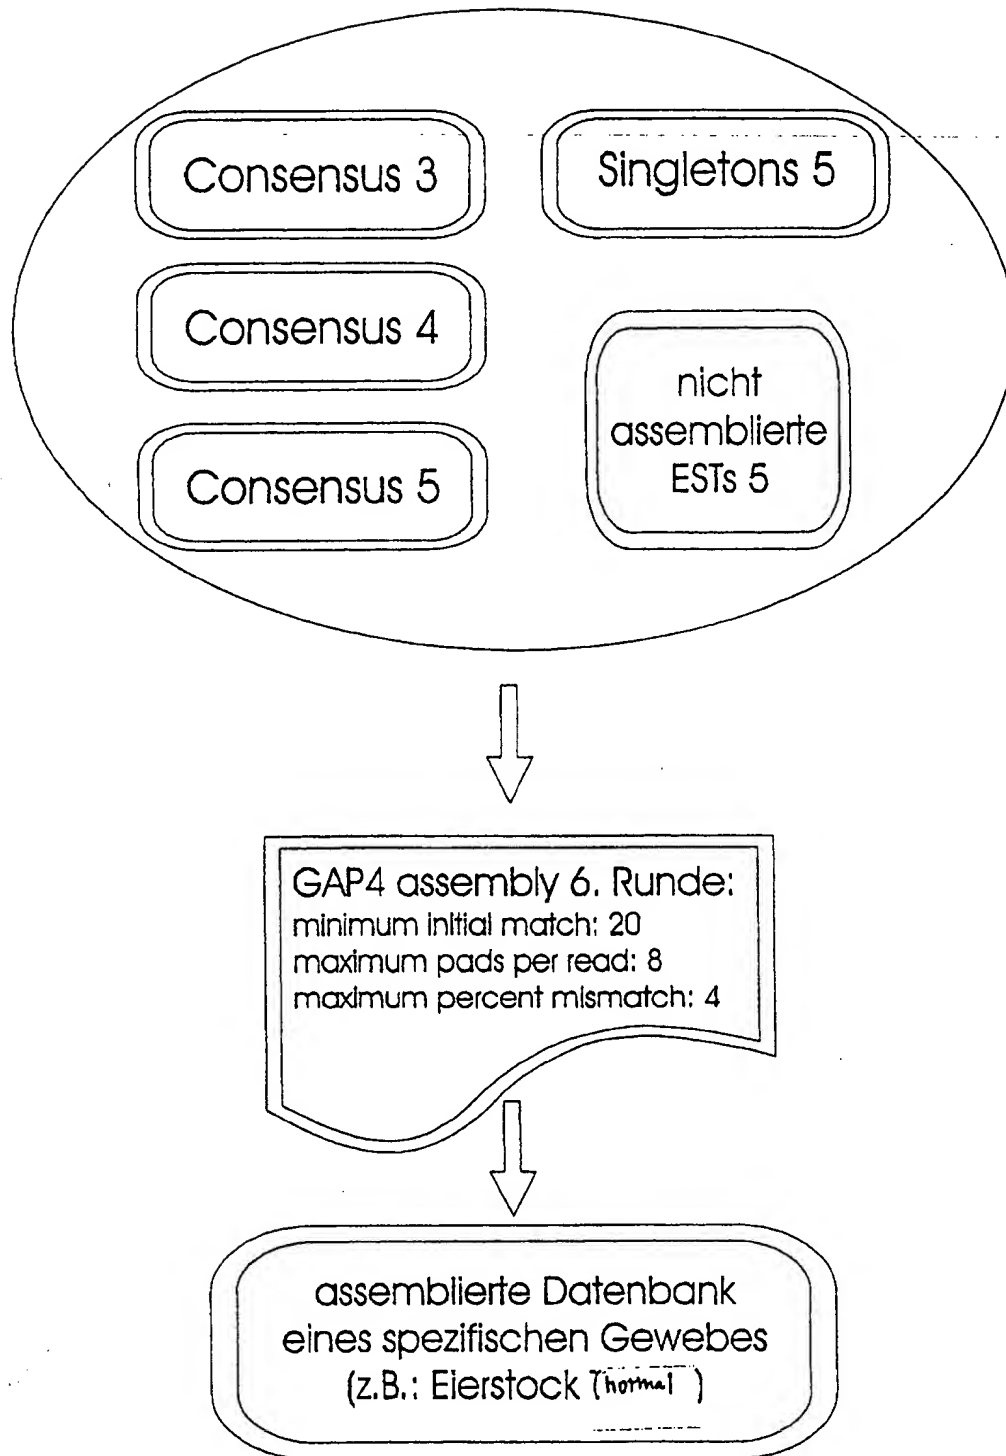 Consensus 3
Singletons 5
Consensus 4
nicht
assemblierte
ESTs 5
Consensus 5
GAP4 assembly 6. Runde:
minimum initial match: 20
maximum pads per read: 8
maximum percent mismatch: 4
assemblierte Datenbank
eines spezifischen Gewebes
(z.B.: Eierstock normal)